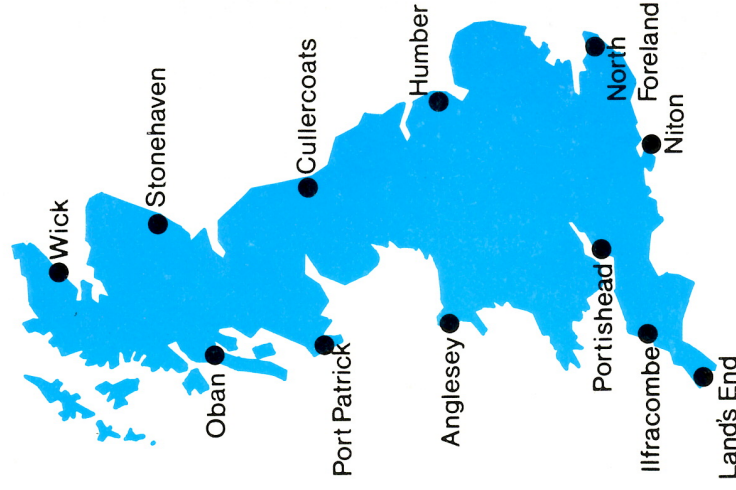 Wick
Stonehaven
Cullercoats
Humber
North
Foreland
Niton
Oban
Port Patrick
Anglesey
Portishead
Ilfracombe
Land's End